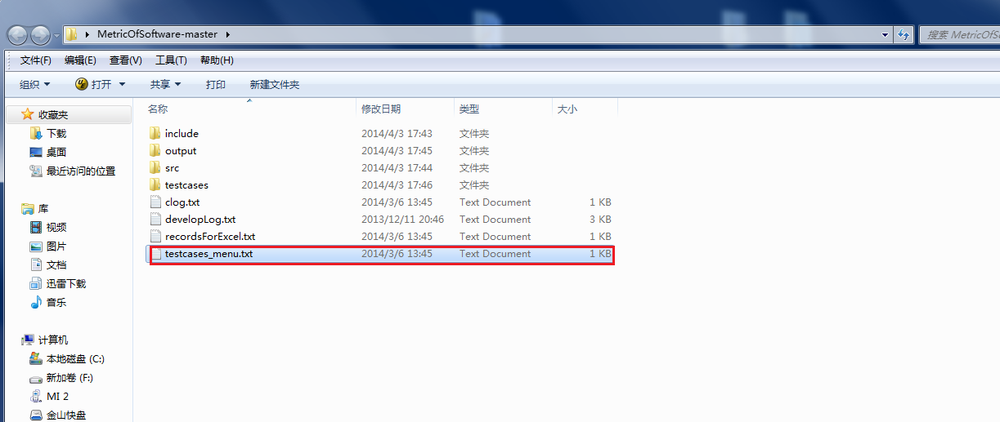 MetricOfSoftware-master
搜索 MetricOfSo
文件(F) 编辑(E) 查看(V) 工具(T) 帮助(H)
组织 打开 共享 打印 新建文件夹
收藏夹
下载
桌面
最近访问的位置
库
视频
图片
文档
迅雷下载
音乐
计算机
本地磁盘 (C:)
新加卷 (F:)
MI 2
金山快盘
名称 修改日期 类型 大小
include 2014/4/3 17:43 文件夹
output 2014/4/3 17:45 文件夹
src 2014/4/3 17:44 文件夹
testcases 2014/4/3 17:46 文件夹
clog.txt 2014/3/6 13:45 Text Document 1 KB
developLog.txt 2013/12/11 20:46 Text Document 3 KB
recordsForExcel.txt 2014/3/6 13:45 Text Document 1 KB
testcases_menu.txt 2014/3/6 13:45 Text Document 1 KB